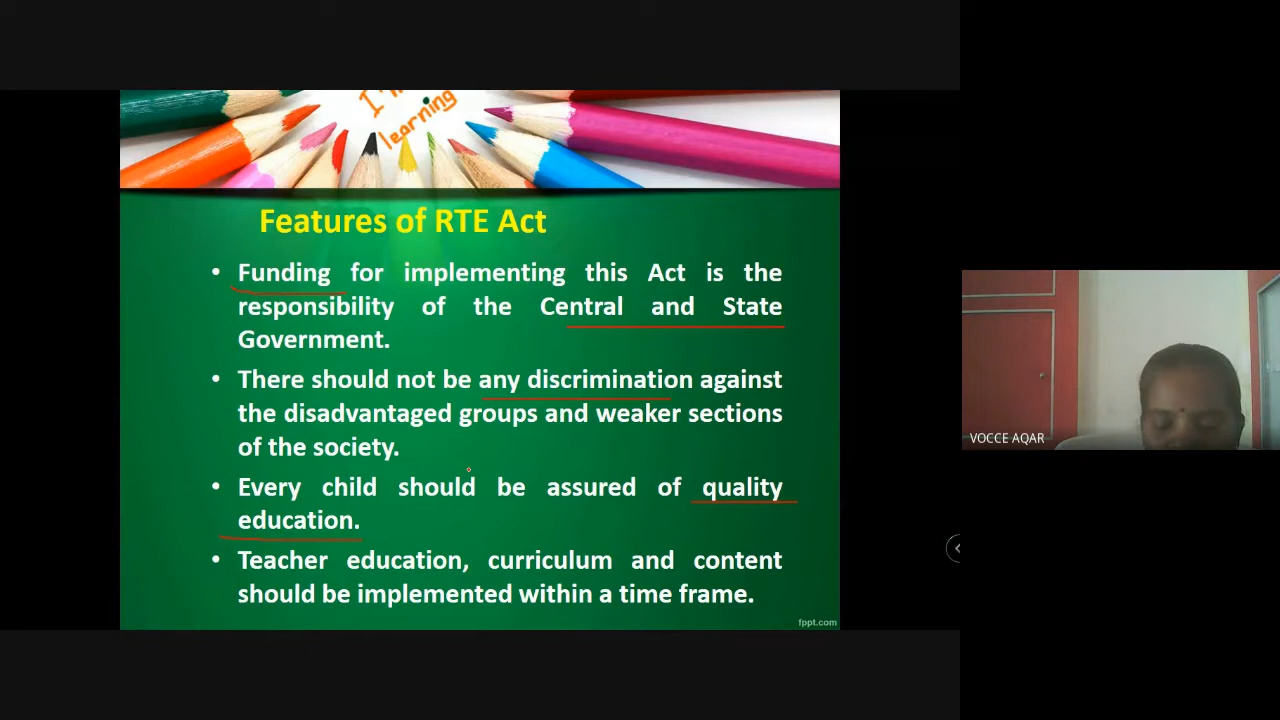 learning
Features of RTE Act
• Funding for implementing this Act is the
responsibility of the Central and State
Government.
• There should not be any discrimination against
the disadvantaged groups and weaker sections
of the society.
• Every child should be assured of quality
education.
• Teacher education, curriculum and content
should be implemented within a time frame.
fppt.com
VOCCE AQAR